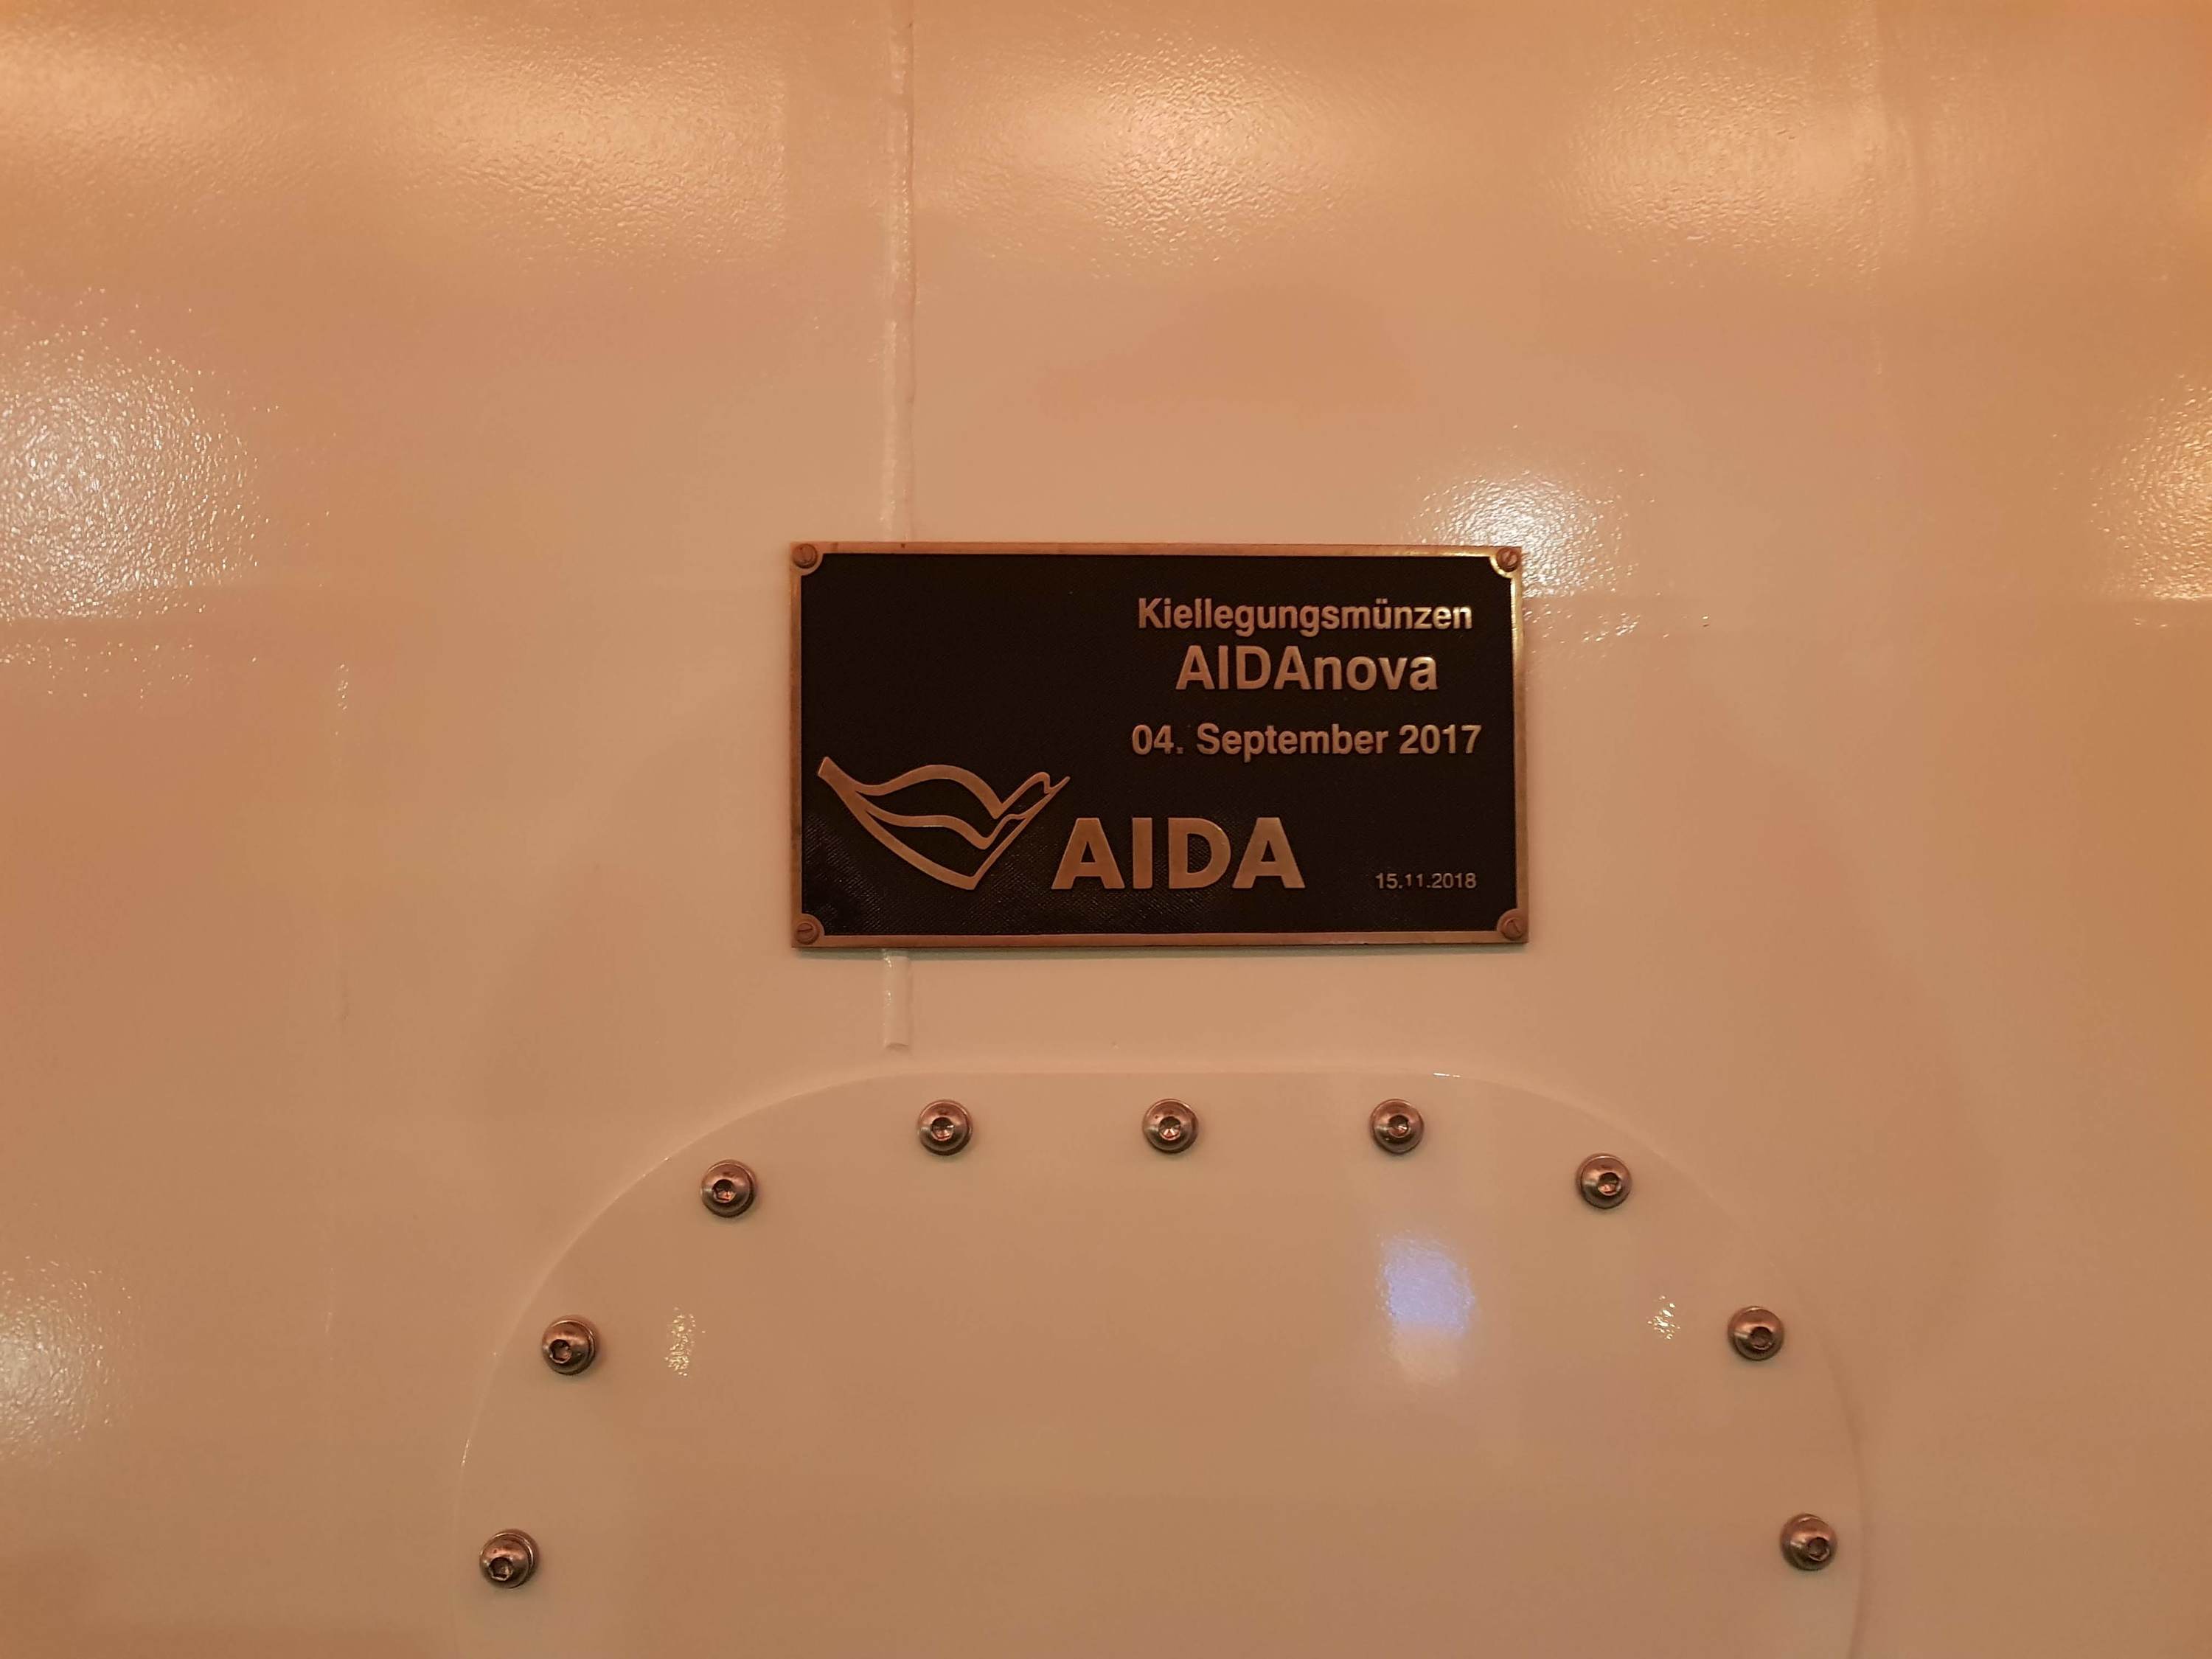 Kiellegungsmünzen
AIDAnova
04. September 2017
AIDA
15.11.2018